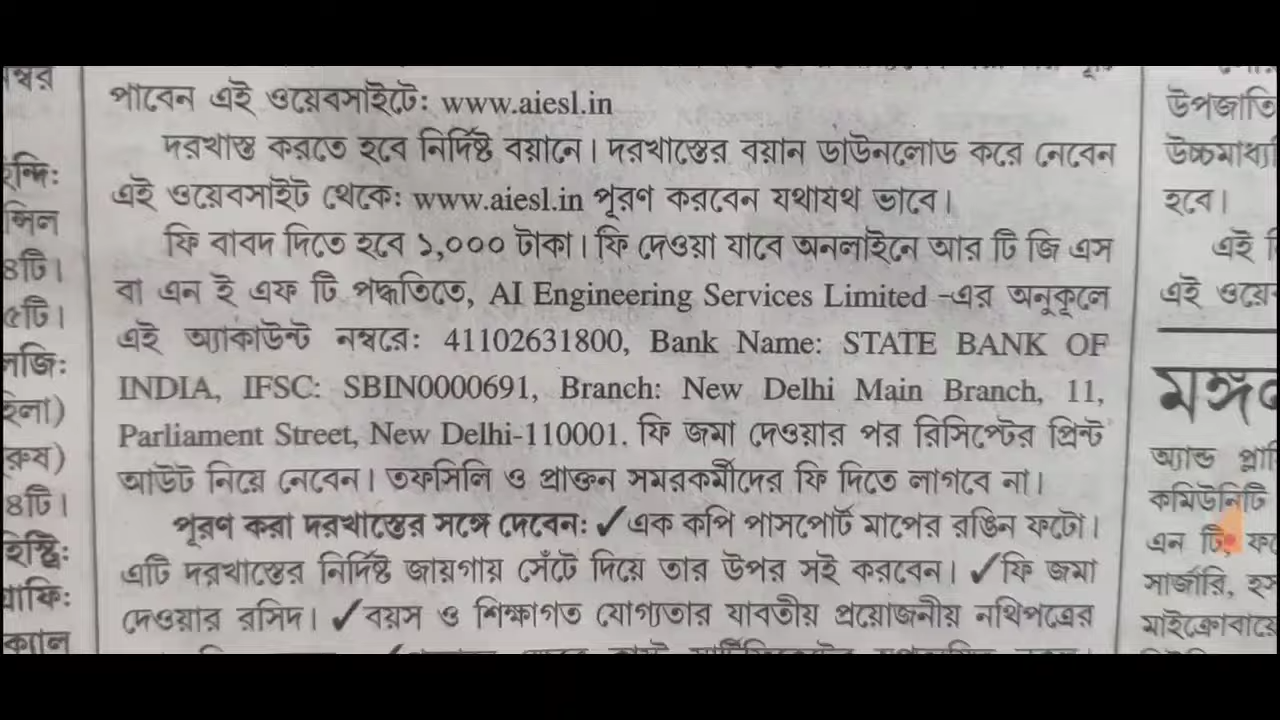 পাবেন এই ওয়েবসাইটে: www.aiesl.in
দরখাস্ত করতে হবে নির্দিষ্ট বয়ানে। দরখাস্তের বয়ান ডাউনলোড করে নেবেন
এই ওয়েবসাইট থেকে: www.aiesl.in পূরণ করবেন যথাযথ ভাবে।
ফি বাবদ দিতে হবে ১,০০০ টাকা। ফি দেওয়া যাবে অনলাইনে আর টি জি এস
বা এন ই এফ টি পদ্ধতিতে, AI Engineering Services Limited -এর অনুকূলে
এই অ্যাকাউন্ট নম্বরে: 41102631800, Bank Name: STATE BANK OF
INDIA, IFSC: SBIN0000691, Branch: New Delhi Main Branch, 11,
Parliament Street, New Delhi-110001. ফি জমা দেওয়ার পর রিসিপ্টের প্রিন্ট
আউট নিয়ে নেবেন। তফসিলি ও প্রাক্তন সমরকর্মীদের ফি দিতে লাগবে না।
পূরণ করা দরখাস্তের সঙ্গে দেবেন: ✓ এক কপি পাসপোর্ট মাপের রঙিন ফটো।
এটি দরখাস্তের নির্দিষ্ট জায়গায় সেঁটে দিয়ে তার উপর সই করবেন। ✓ ফি জমা
দেওয়ার রসিদ। ✓ বয়স ও শিক্ষাগত যোগ্যতার যাবতীয় প্রয়োজনীয় নথিপত্রের
৪টি।
৫টি।
৪টি।
উপজাতি
হবে।
এই
এই ওয়ে
অ্যান্ড প্লা
কমিউনিটি
এন টি, ফ
সার্জারি, হ
মাইক্রোবায়ে